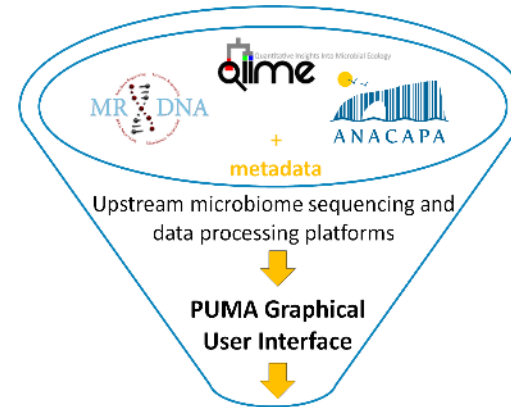 Quantitative Insights Into Microbial Ecology
QIIME
MR DNA
ANACAPA
+
metadata
Upstream microbiome sequencing and
data processing platforms
PUMA Graphical
User Interface